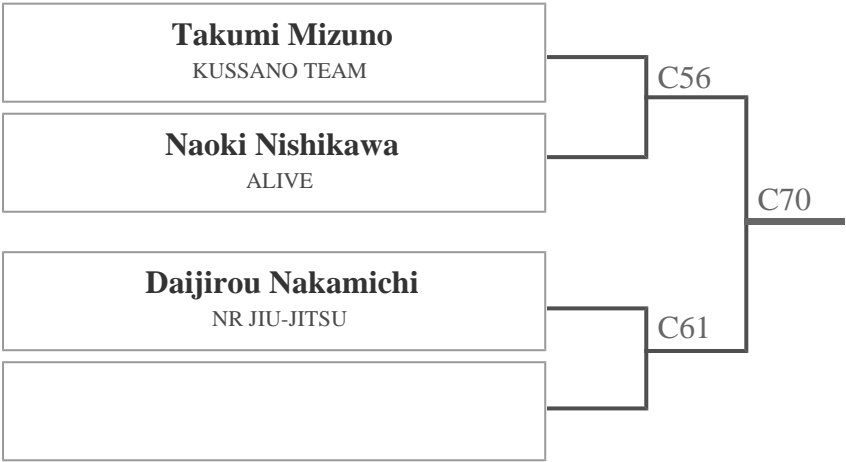 Takumi Mizuno
KUSSANO TEAM
C56
Naoki Nishikawa
ALIVE
C70
Daijirou Nakamichi
NR JIU-JITSU
C61